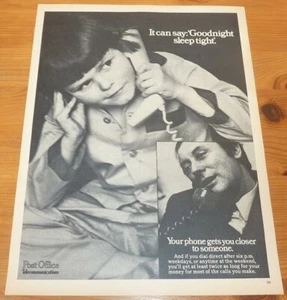 It can say:'Goodnight
sleep tight'.
Your phone gets you closer
to someone.
And if you dial direct after six p.m.
weekdays, or anytime at the weekend,
you'll get at least twice as long for your
money for most of the calls you make.
Post Office
telecommunications